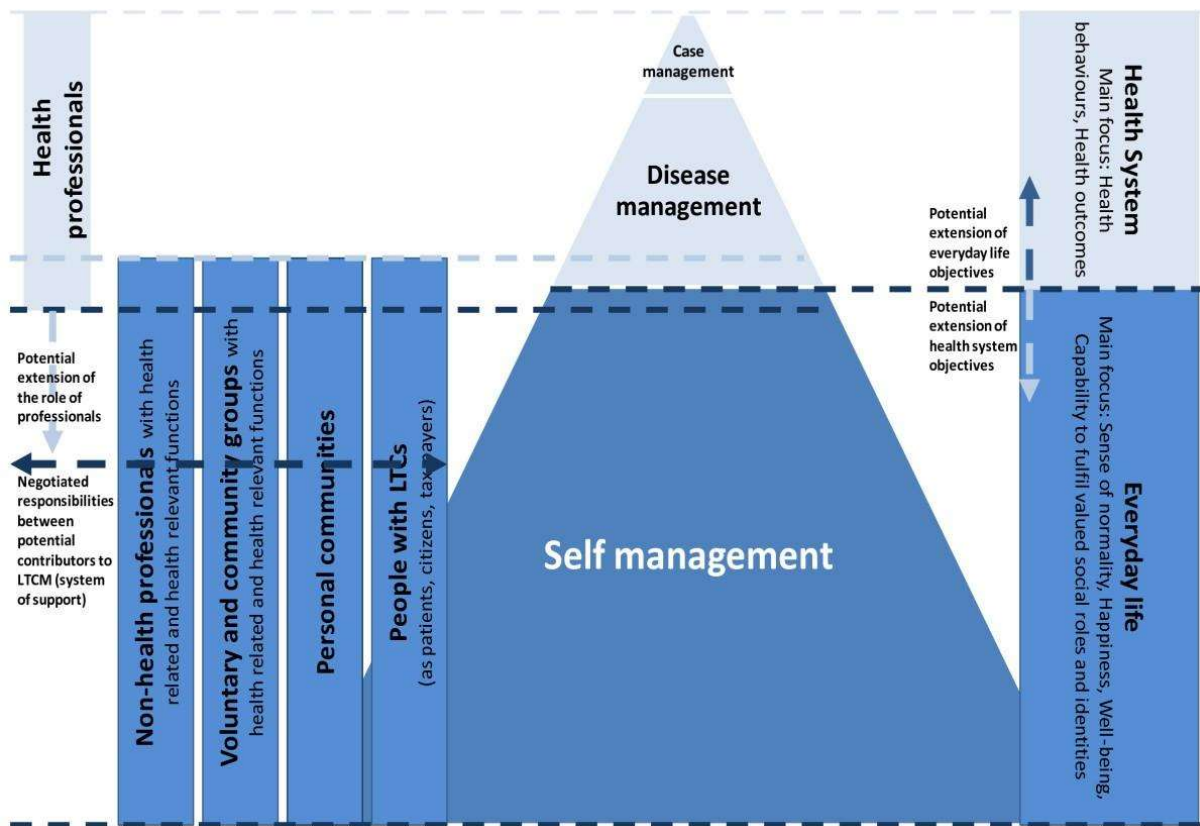 Health
professionals
Potential
extension of
the role of
professionals
Negotiated
responsibilities
between
potential
contributors to
LTCM (system
of support)
Non-health professionals with health
related and health relevant functions
Voluntary and community groups with
health related and health relevant functions
Personal communities
People with LTCs
(as patients, citizens, tax payers)
Case
management
Disease
management
Self management
Potential
extension of
everyday life
objectives
Potential
extension of
health system
objectives
Health System
Main focus: Health
behaviours, Health outcomes
Everyday life
Main focus: Sense of normality, Happiness, Well-being,
Capability to fulfil valued social roles and identities